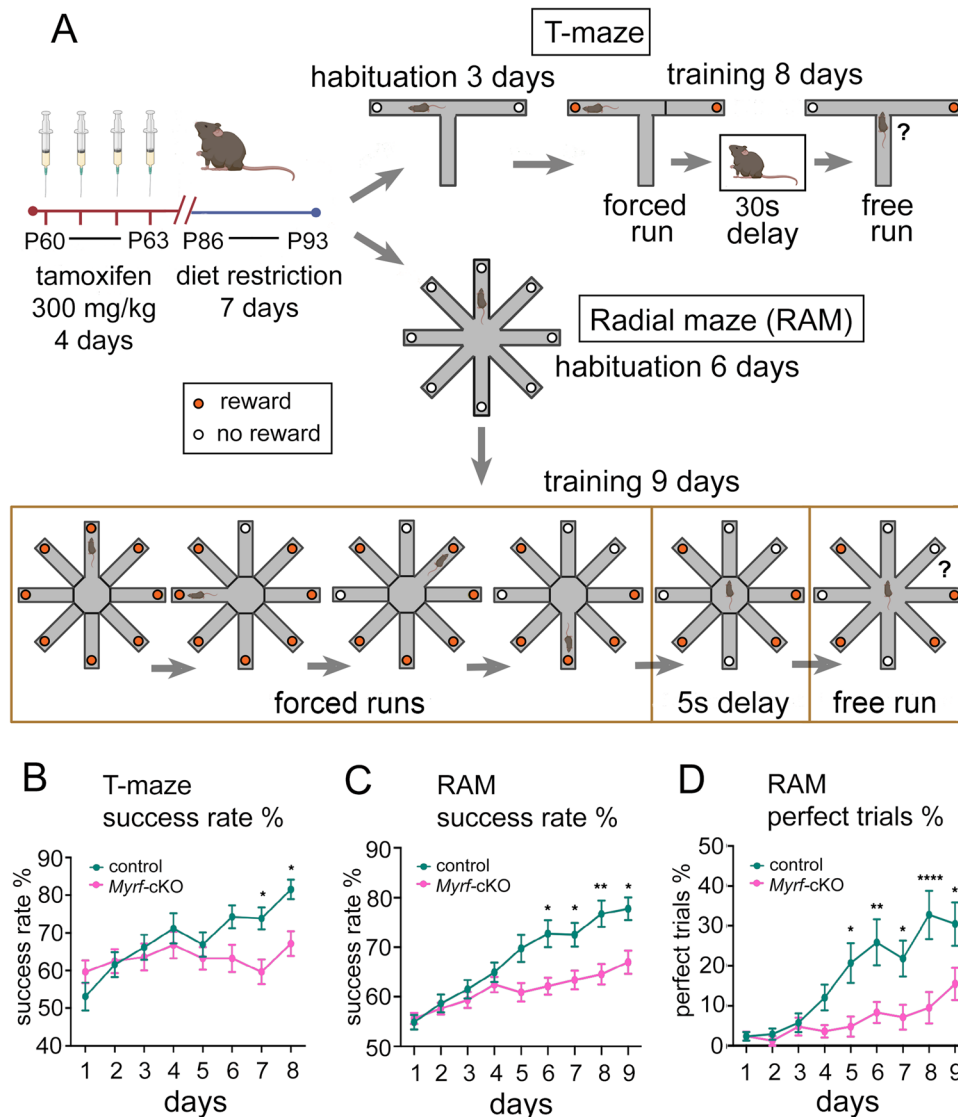 A
T-maze
habituation 3 days
training 8 days
?
forced run
30s delay
free run
P60
P63
P86
P93
tamoxifen
300 mg/kg
4 days
diet restriction
7 days
Radial maze (RAM)
habituation 6 days
reward
no reward
training 9 days
?
forced runs
5s delay
free run
B
T-maze
success rate %
control
Myrf-cKO
* *
success rate %
90
80
70
60
50
40
1 2 3 4 5 6 7 8
days
C
RAM
success rate %
control
Myrf-cKO
* * ** *
success rate %
90
80
70
60
50
1 2 3 4 5 6 7 8 9
days
D
RAM
perfect trials %
control
Myrf-cKO
* ** * **** *
perfect trials %
50
40
30
20
10
0
1 2 3 4 5 6 7 8 9
days